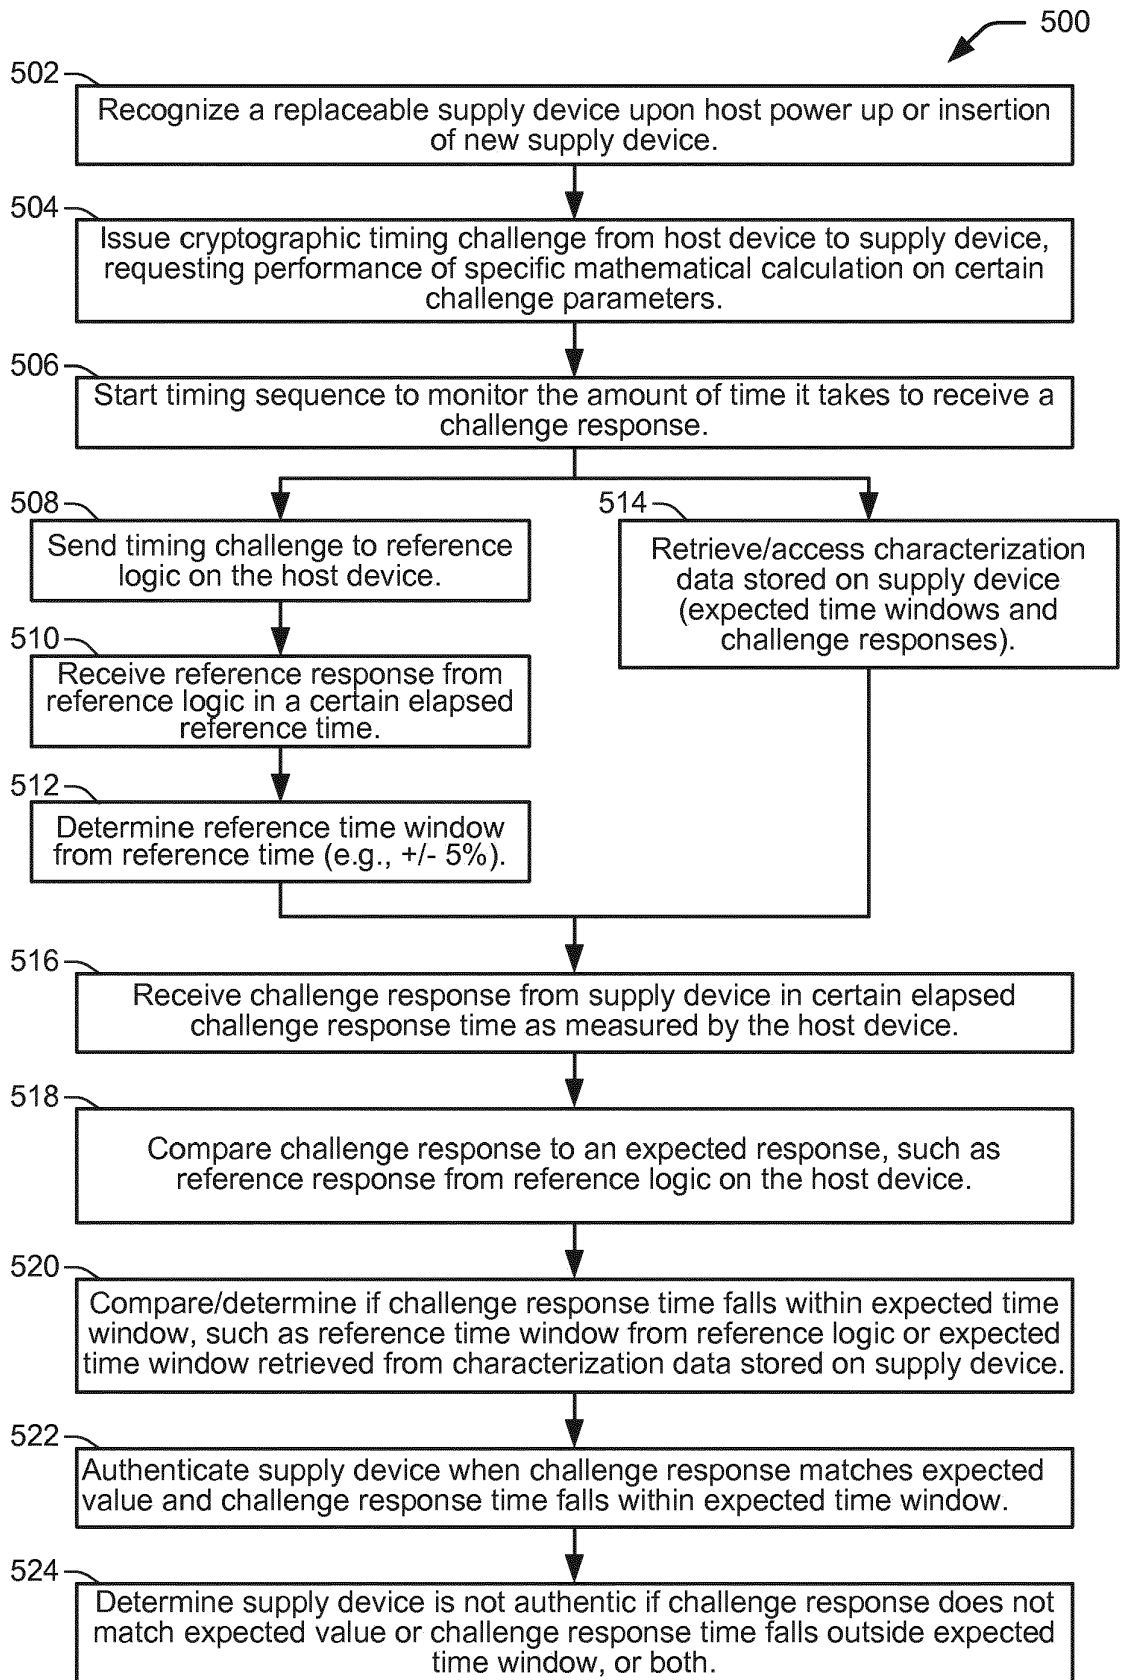 500
502
Recognize a replaceable supply device upon host power up or insertion
of new supply device.
504
Issue cryptographic timing challenge from host device to supply device,
requesting performance of specific mathematical calculation on certain
challenge parameters.
506
Start timing sequence to monitor the amount of time it takes to receive a
challenge response.
508
Send timing challenge to reference
logic on the host device.
510
Receive reference response from
reference logic in a certain elapsed
reference time.
512
Determine reference time window
from reference time (e.g., +/- 5%).
514
Retrieve/access characterization
data stored on supply device
(expected time windows and
challenge responses).
516
Receive challenge response from supply device in certain elapsed
challenge response time as measured by the host device.
518
Compare challenge response to an expected response, such as
reference response from reference logic on the host device.
520
Compare/determine if challenge response time falls within expected time
window, such as reference time window from reference logic or expected
time window retrieved from characterization data stored on supply device.
522
Authenticate supply device when challenge response matches expected
value and challenge response time falls within expected time window.
524
Determine supply device is not authentic if challenge response does not
match expected value or challenge response time falls outside expected
time window, or both.